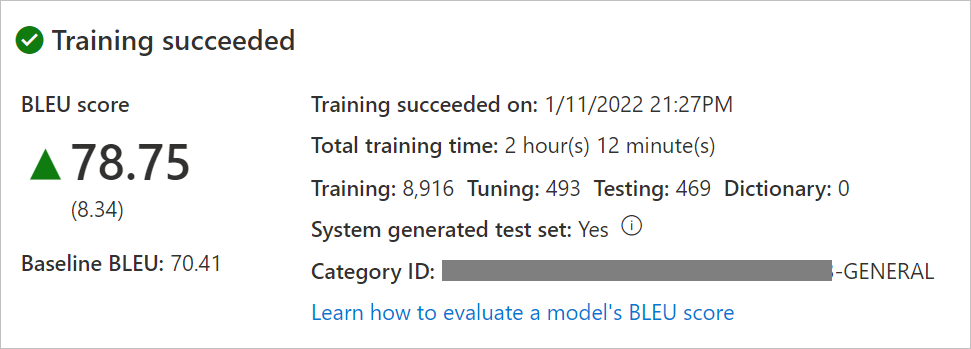 Training succeeded
BLEU score
78.75
(8.34)
Baseline BLEU: 70.41
Training succeeded on: 1/11/2022 21:27PM
Total training time: 2 hour(s) 12 minute(s)
Training: 8,916 Tuning: 493 Testing: 469 Dictionary: 0
System generated test set: Yes
Category ID: -GENERAL
Learn how to evaluate a model's BLEU score